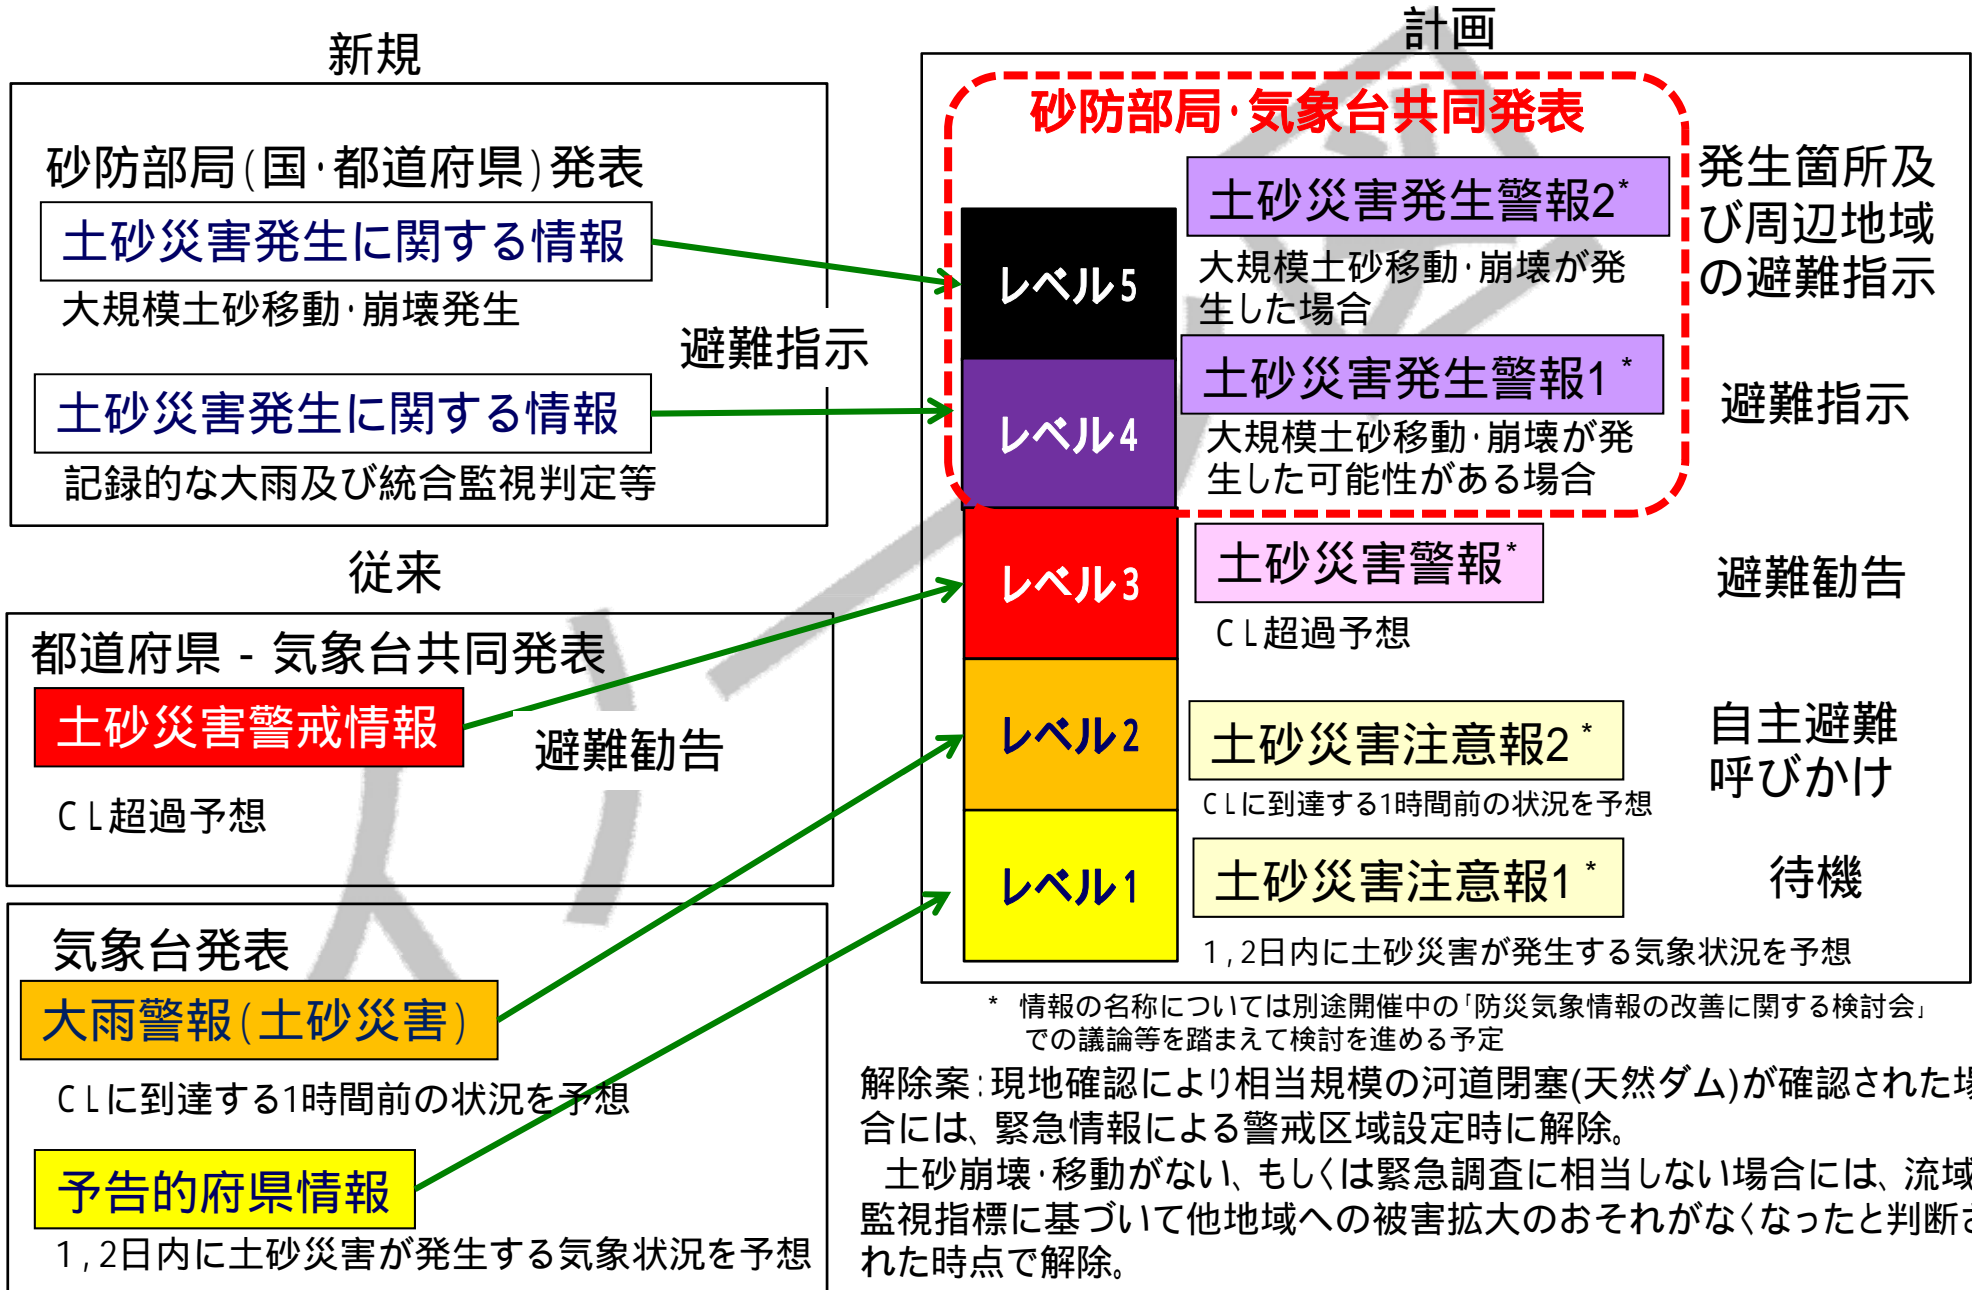 新規
砂防部局(国・都道府県)発表
土砂災害発生に関する情報
大規模土砂移動・崩壊発生
避難指示
土砂災害発生に関する情報
記録的な大雨及び統合監視判定等
従来
都道府県 - 気象台共同発表
土砂災害警戒情報
避難勧告
CL超過予想
気象台発表
大雨警報(土砂災害)
CLに到達する1時間前の状況を予想
予告的府県情報
1,2日内に土砂災害が発生する気象状況を予想
計画
砂防部局・気象台共同発表
レベル5
土砂災害発生警報2*
大規模土砂移動・崩壊が発
生した場合
発生箇所及
び周辺地域
の避難指示
レベル4
土砂災害発生警報1*
大規模土砂移動・崩壊が発
生した可能性がある場合
避難指示
レベル3
土砂災害警報*
CL超過予想
避難勧告
レベル2
土砂災害注意報2*
CLに到達する1時間前の状況を予想
自主避難
呼びかけ
レベル1
土砂災害注意報1*
1,2日内に土砂災害が発生する気象状況を予想
待機
* 情報の名称については別途開催中の「防災気象情報の改善に関する検討会」
での議論等を踏まえて検討を進める予定
解除案:現地確認により相当規模の河道閉塞(天然ダム)が確認された場
合には、緊急情報による警戒区域設定時に解除。
土砂崩壊・移動がない、もしくは緊急調査に相当しない場合には、流域
監視指標に基づいて他地域への被害拡大のおそれがなくなったと判断さ
れた時点で解除。